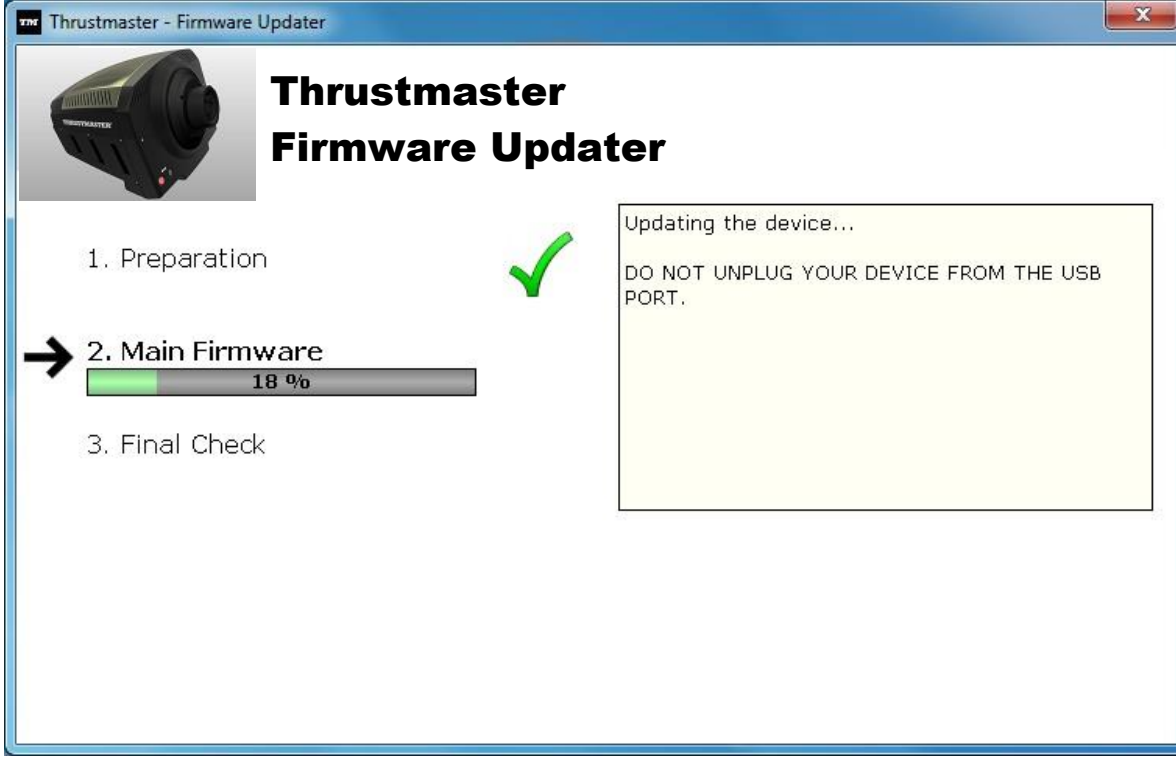 Thrustmaster - Firmware Updater
THRUSTMASTER
Thrustmaster
Firmware Updater
1. Preparation
2. Main Firmware
18 %
3. Final Check
Updating the device...
DO NOT UNPLUG YOUR DEVICE FROM THE USB
PORT.